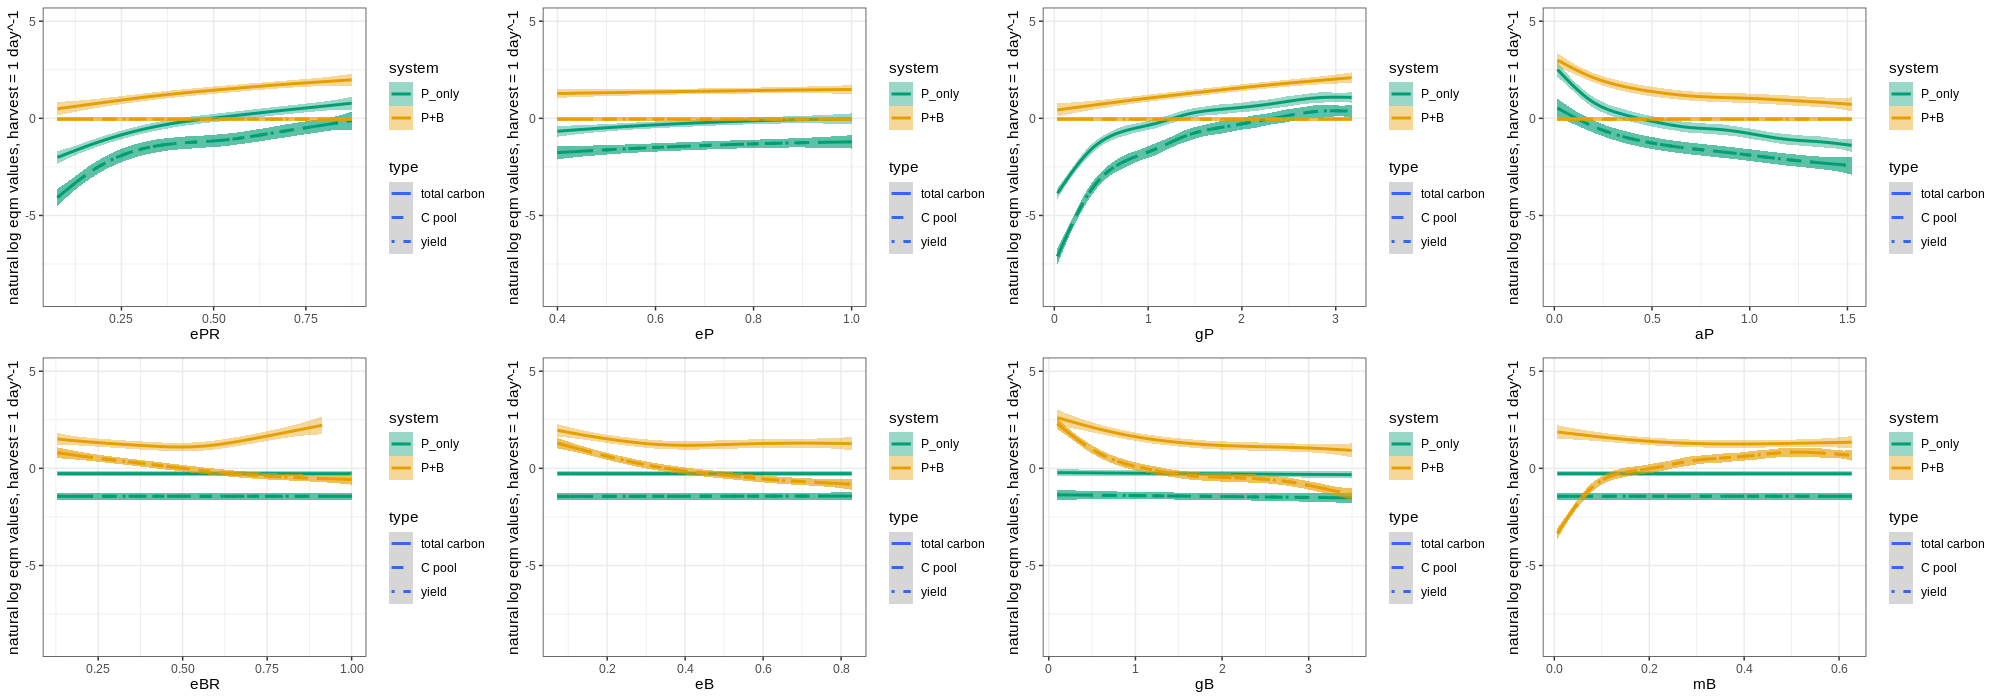 natural log eqm values, harvest = 1 day^-1
5
0
-5
0.25
0.50
0.75
ePR
system
P_only
P+B
type
total carbon
C pool
yield
natural log eqm values, harvest = 1 day^-1
5
0
-5
0.4
0.6
0.8
1.0
eP
system
P_only
P+B
type
total carbon
C pool
yield
natural log eqm values, harvest = 1 day^-1
5
0
-5
0
1
2
3
gP
system
P_only
P+B
type
total carbon
C pool
yield
natural log eqm values, harvest = 1 day^-1
5
0
-5
0.0
0.5
1.0
1.5
aP
system
P_only
P+B
type
total carbon
C pool
yield
natural log eqm values, harvest = 1 day^-1
5
0
-5
0.25
0.50
0.75
1.00
eBR
system
P_only
P+B
type
total carbon
C pool
yield
natural log eqm values, harvest = 1 day^-1
5
0
-5
0.2
0.4
0.6
0.8
eB
system
P_only
P+B
type
total carbon
C pool
yield
natural log eqm values, harvest = 1 day^-1
5
0
-5
0
1
2
3
gB
system
P_only
P+B
type
total carbon
C pool
yield
natural log eqm values, harvest = 1 day^-1
5
0
-5
0.0
0.2
0.4
0.6
mB
system
P_only
P+B
type
total carbon
C pool
yield